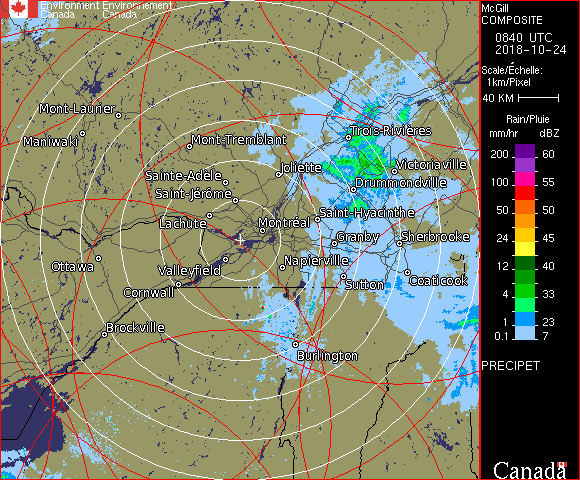 Environment Environnement
Canada Canada
McGill
COMPOSITE
0840 UTC
2018-10-24
Scale/Échelle:
1km/Pixel
40 KM
Rain/Pluie
mm/hr dBZ
200 60
100 55
50 50
24 45
12 40
4 33
2 30
1 23
0.1 7
PRECIPET
Mont-Laurier
Maniwaki
Mont-Tremblant
Trois-Rivières
Joliette
Victoriaville
Sainte-Adèle
Drummondville
Saint-Jérôme
Saint-Hyacinthe
Lachute
Montréal
Granby
Sherbrooke
Ottawa
Valleyfield
Napierville
Coaticook
Sutton
Cornwall
Brockville
Burlington
Canada